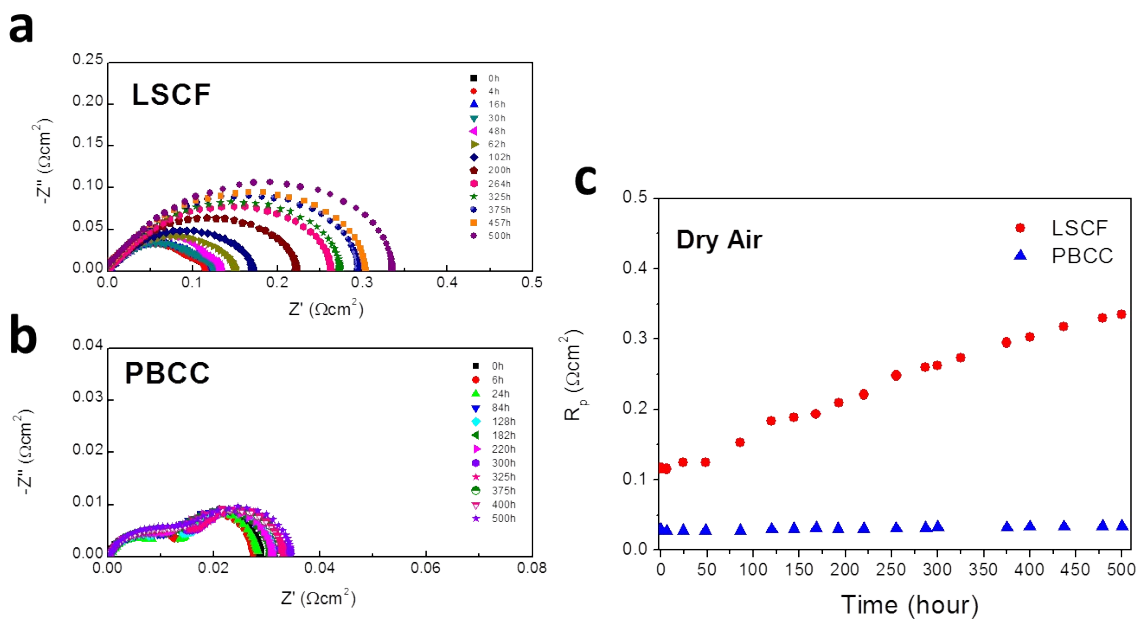 a
0.25
0.20
0.15
0.10
0.05
0.00
-Z'' (Ωcm²)
LSCF
0h
4h
16h
30h
48h
62h
102h
200h
264h
325h
375h
457h
500h
0.0 0.1 0.2 0.3 0.4 0.5
Z' (Ωcm²)
b
0.04
0.03
0.02
0.01
0.00
-Z'' (Ωcm²)
PBCC
0h
6h
24h
84h
128h
182h
220h
300h
325h
375h
400h
500h
0.00 0.02 0.04 0.06 0.08
Z' (Ωcm²)
c
0.5
0.4
0.3
0.2
0.1
0.0
Rₚ (Ωcm²)
Dry Air
LSCF
PBCC
0 50 100 150 200 250 300 350 400 450 500
Time (hour)